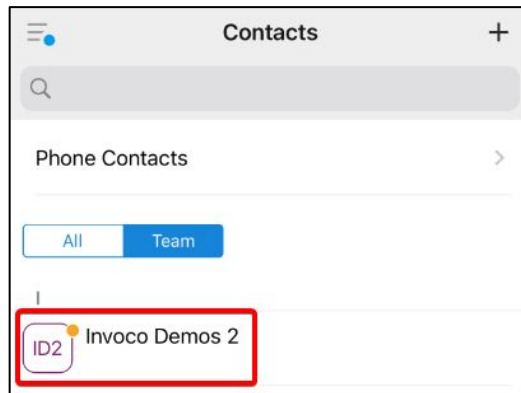 Contacts
Phone Contacts
All Team
I
ID2 Invoco Demos 2